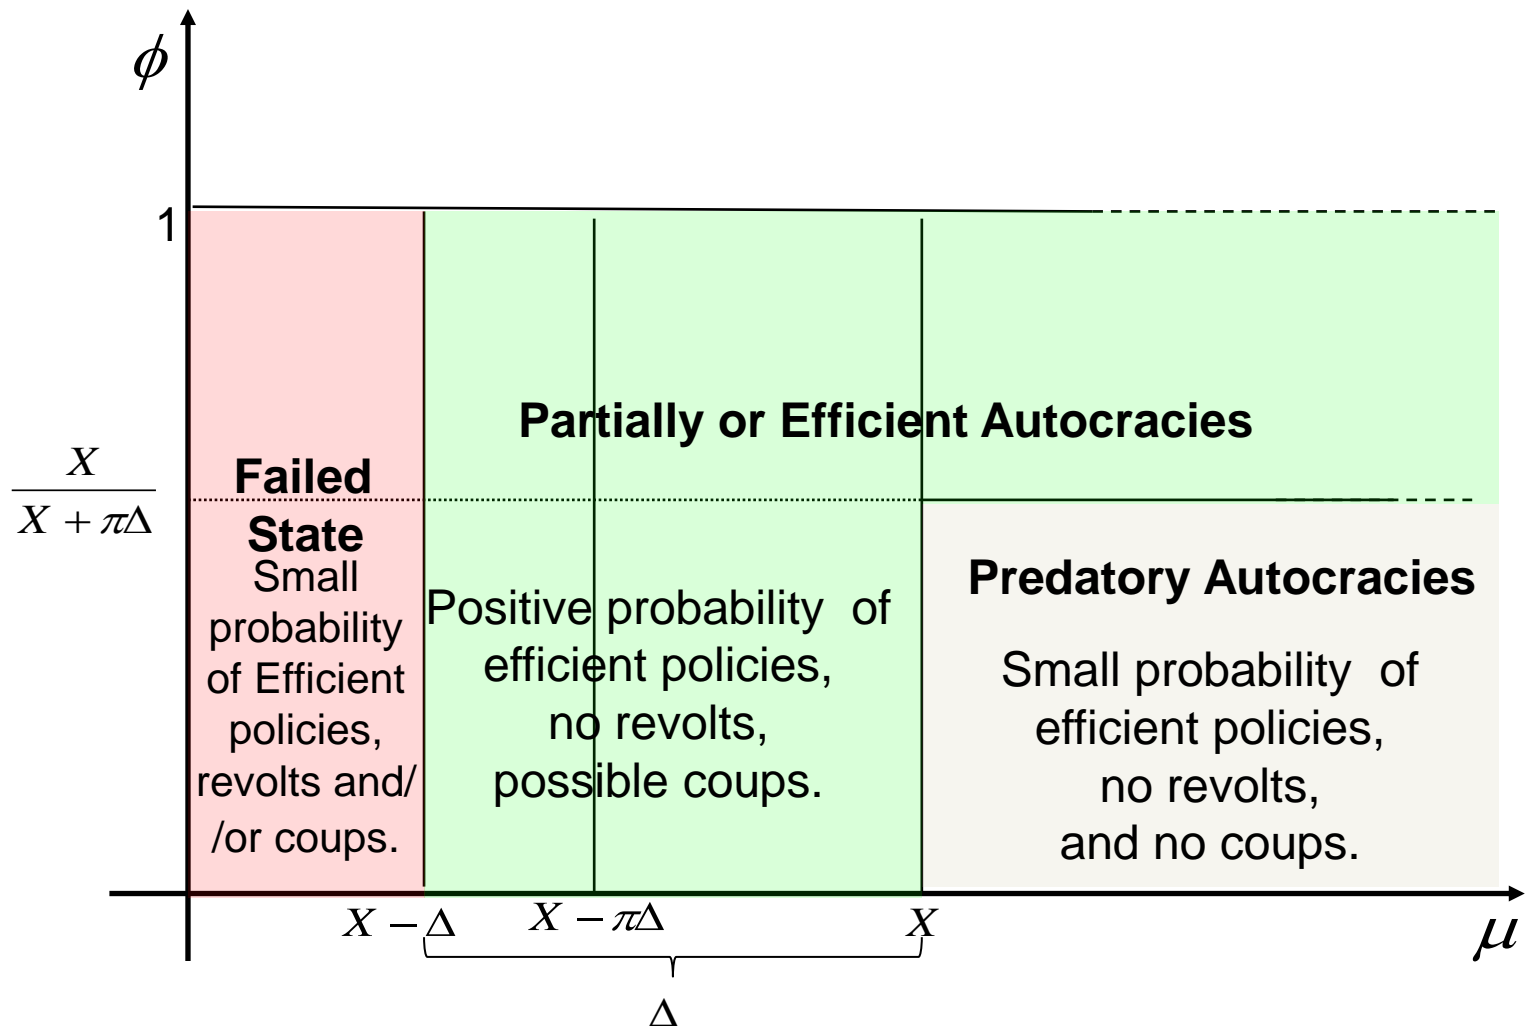 ϕ
1
X
X + πΔ
Partially or Efficient Autocracies
Failed
State
Small
probability
of Efficient
policies,
revolts and/
/or coups.
Positive probability of
efficient policies,
no revolts,
possible coups.
Predatory Autocracies
Small probability of
efficient policies,
no revolts,
and no coups.
X − Δ
X − πΔ
X
μ
Δ